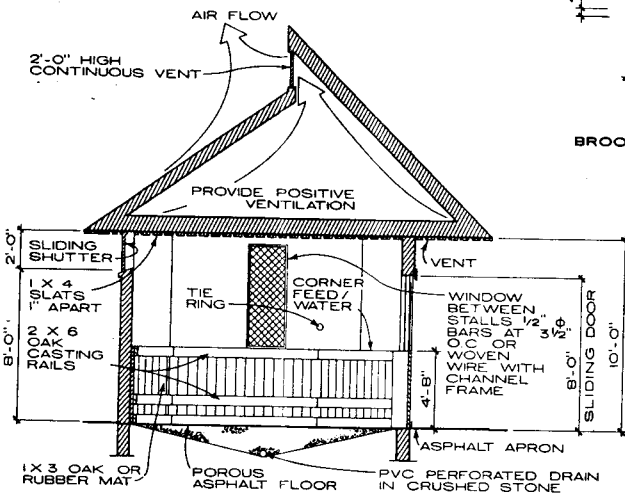 AIR FLOW
2'-0" HIGH
CONTINUOUS VENT
BROO
PROVIDE POSITIVE
VENTILATION
2'-0"
SLIDING
SHUTTER
VENT
1 X 4
SLATS
1" APART
TIE
RING
CORNER
FEED/
WATER
WINDOW
BETWEEN
STALLS 1/2" Φ
BARS AT 3 1/2"
O.C OR
WOVEN
WIRE WITH
CHANNEL
FRAME
2 X 6
OAK
CASTING
RAILS
8'-0"
4'-8"
8'-0"
SLIDING DOOR
10'-0"
ASPHALT APRON
1 X 3 OAK OR
RUBBER MAT
POROUS
ASPHALT FLOOR
PVC PERFORATED DRAIN
IN CRUSHED STONE